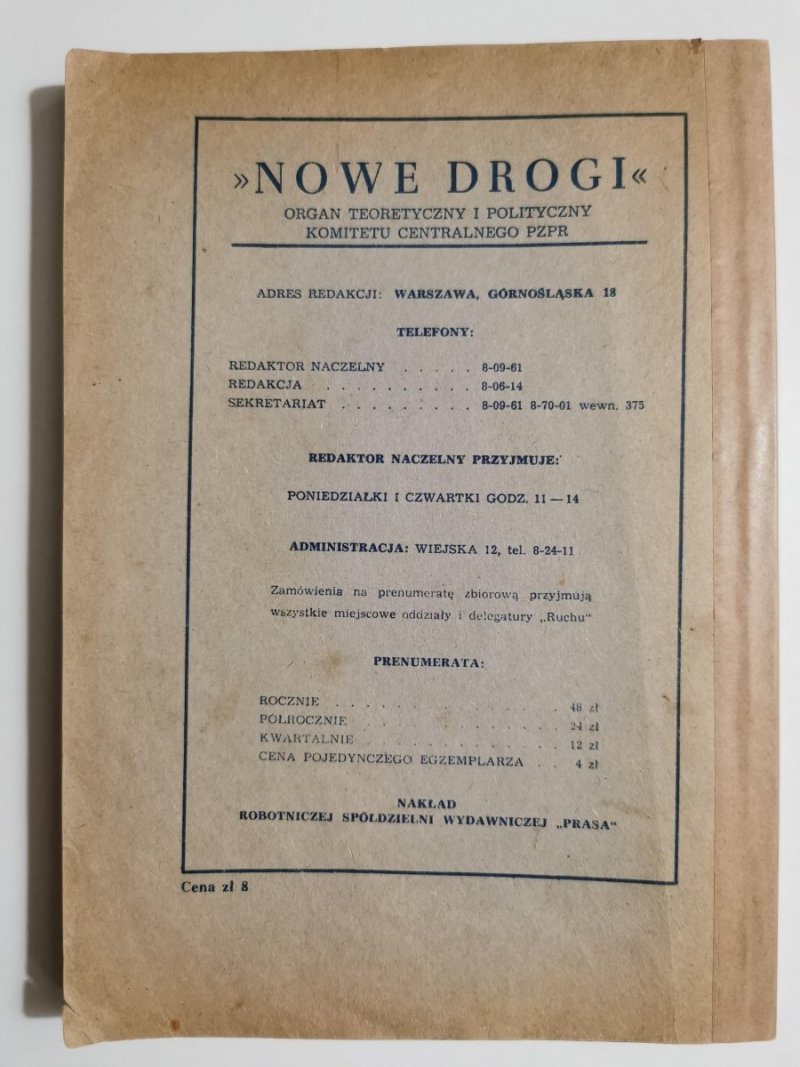 »NOWE DROGI«
ORGAN TEORETYCZNY I POLITYCZNY
KOMITETU CENTRALNEGO PZPR
ADRES REDAKCJI: WARSZAWA, GÓRNOŚLĄSKA 18
TELEFONY:
REDAKTOR NACZELNY . . . . . 8-09-61
REDAKCJA . . . . . . . . . . 8-06-14
SEKRETARIAT . . . . . . . . . 8-09-61 8-70-01 wewn. 375
REDAKTOR NACZELNY PRZYJMUJE:
PONIEDZIAŁKI I CZWARTKI GODZ. 11 — 14
ADMINISTRACJA: WIEJSKA 12, tel. 8-24-11
Zamówienia na prenumeratę zbiorową przyjmują
wszystkie miejscowe oddziały i delegatury „Ruchu"
PRENUMERATA:
ROCZNIE . . . . . . . . . . . . . 48 zł
PÓŁROCZNIE . . . . . . . . . . . 24 zł
KWARTALNIE . . . . . . . . . . . 12 zł
CENA POJEDYNCZEGO EGZEMPLARZA . . 4 zł
NAKŁAD
ROBOTNICZEJ SPÓŁDZIELNI WYDAWNICZEJ „PRASA"
Cena zł 8